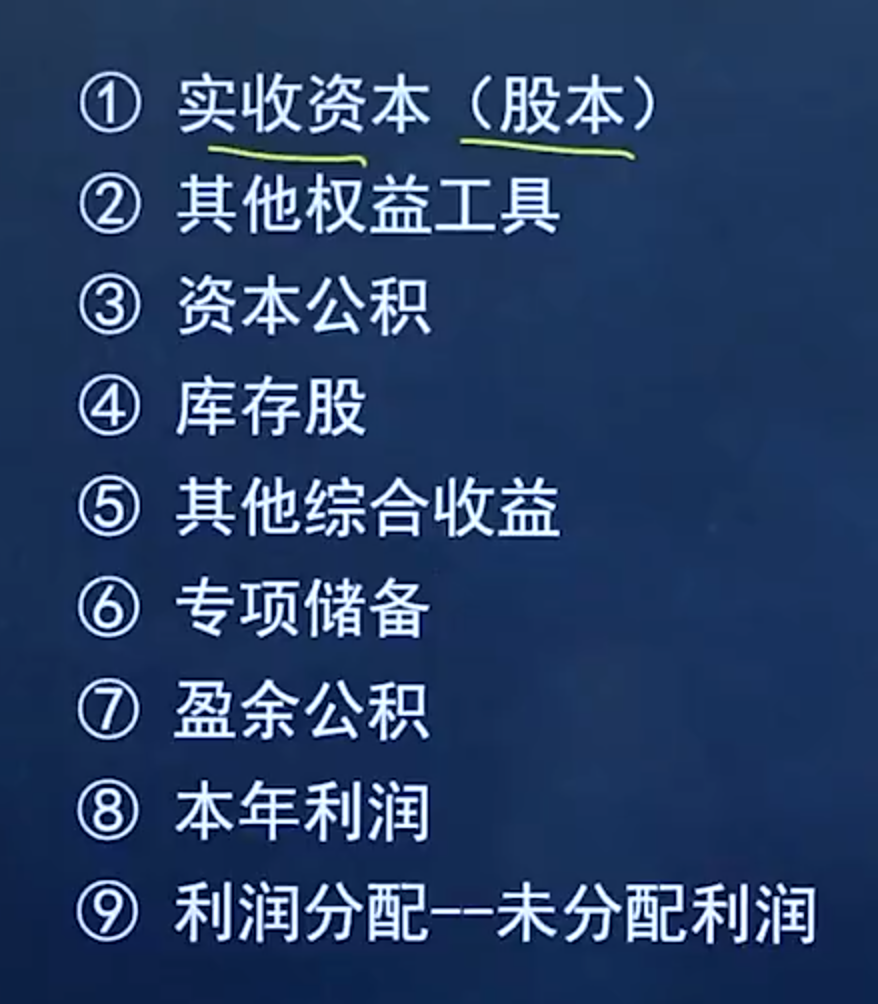 ① 实收资本（股本）
② 其他权益工具
③ 资本公积
④ 库存股
⑤ 其他综合收益
⑥ 专项储备
⑦ 盈余公积
⑧ 本年利润
⑨ 利润分配--未分配利润